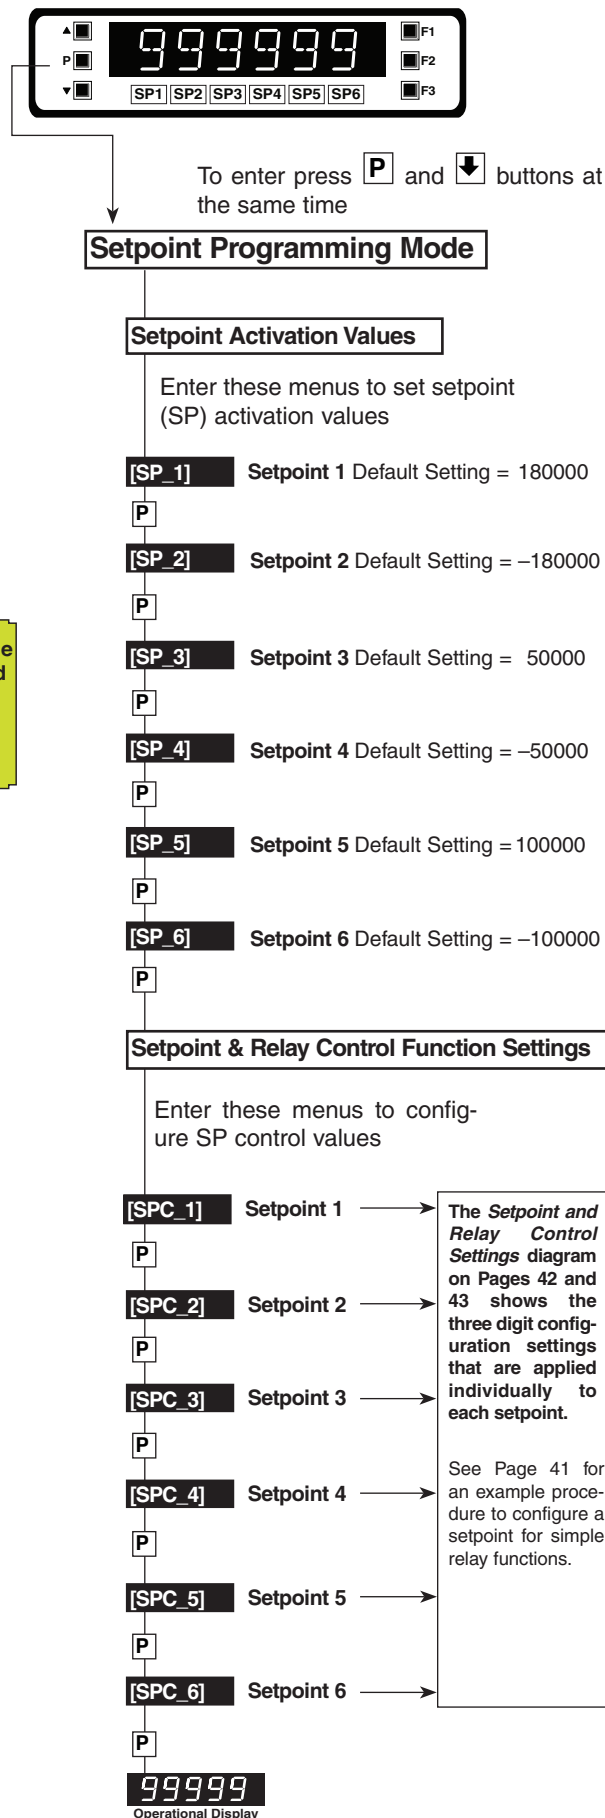 ▲ 999999 F1
P F2
▼ SP1 SP2 SP3 SP4 SP5 SP6 F3
To enter press P and 🡇 buttons at
the same time
Setpoint Programming Mode
Setpoint Activation Values
Enter these menus to set setpoint
(SP) activation values
[SP_1] Setpoint 1 Default Setting = 180000
P
[SP_2] Setpoint 2 Default Setting = –180000
P
[SP_3] Setpoint 3 Default Setting = 50000
P
[SP_4] Setpoint 4 Default Setting = –50000
P
[SP_5] Setpoint 5 Default Setting = 100000
P
[SP_6] Setpoint 6 Default Setting = –100000
P
Setpoint & Relay Control Function Settings
Enter these menus to config-
ure SP control values
[SPC_1] Setpoint 1
P
[SPC_2] Setpoint 2
P
[SPC_3] Setpoint 3
P
[SPC_4] Setpoint 4
P
[SPC_5] Setpoint 5
P
[SPC_6] Setpoint 6
P
The Setpoint and
Relay Control
Settings diagram
on Pages 42 and
43 shows the
three digit config-
uration settings
that are applied
individually to
each setpoint.
See Page 41 for
an example proce-
dure to configure a
setpoint for simple
relay functions.
99999
Operational Display